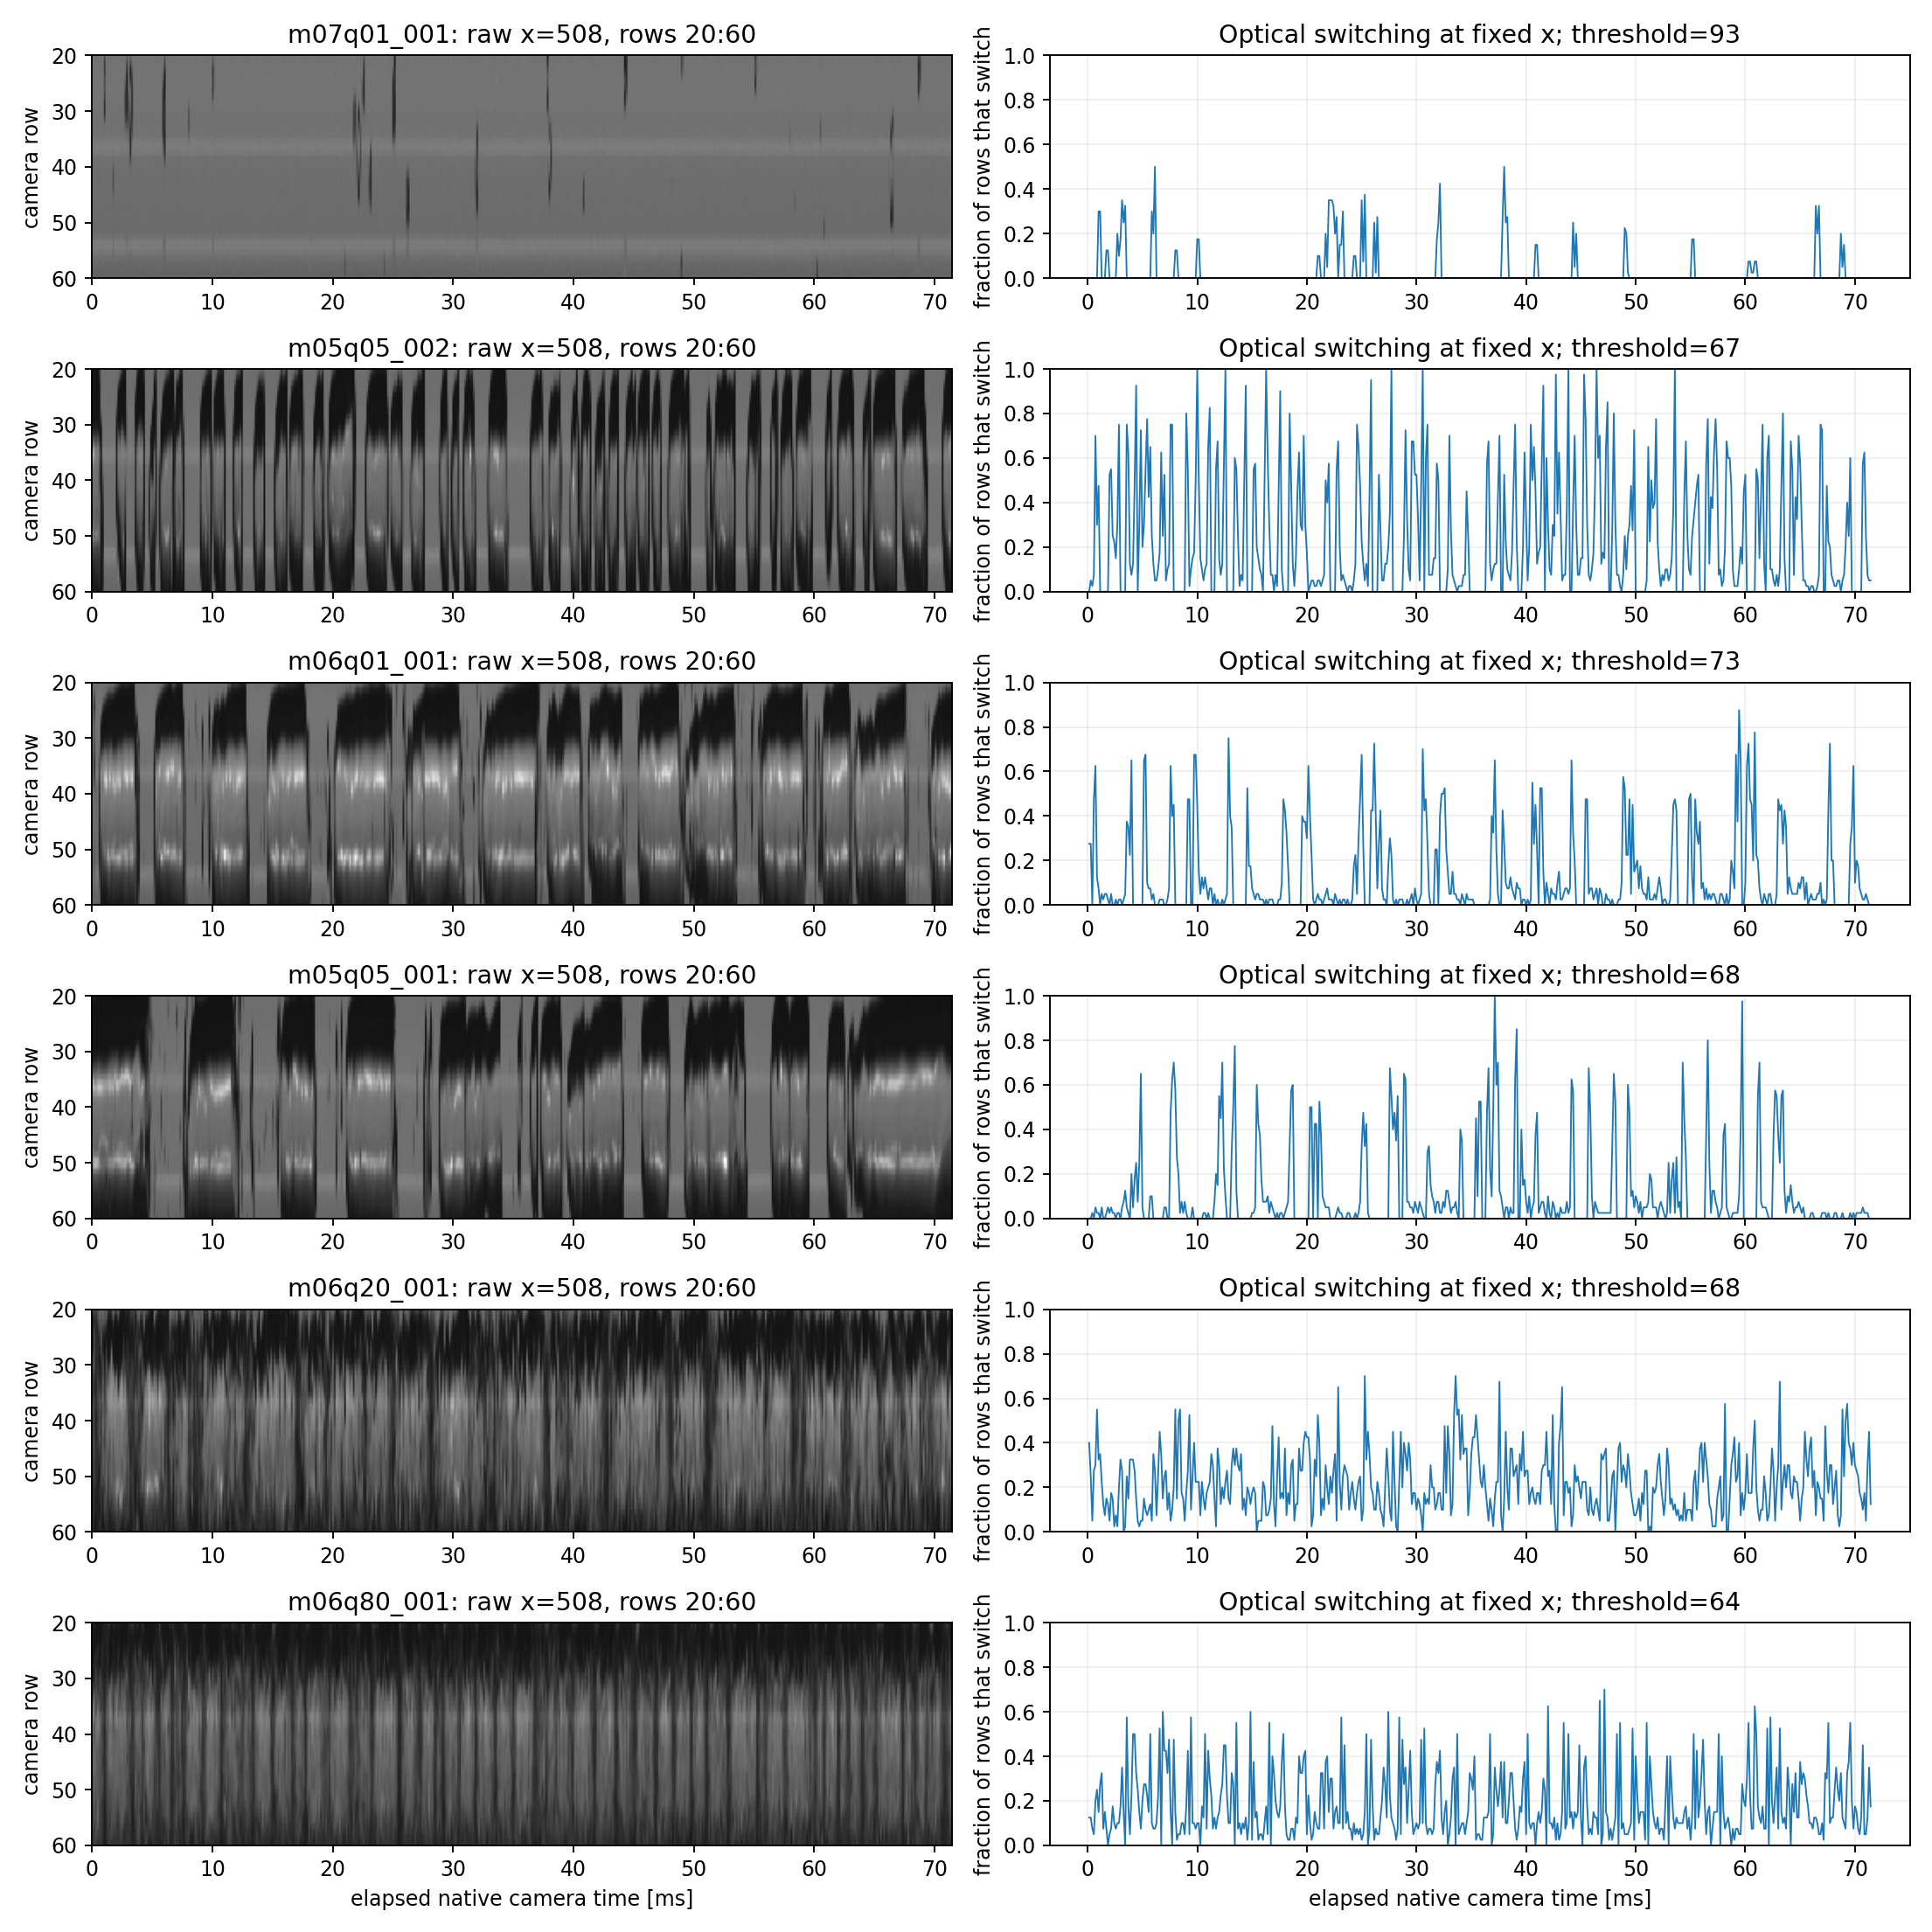 m07q01_001: raw x=508, rows 20:60
Optical switching at fixed x; threshold=93
camera row
20
30
40
50
60
0 10 20 30 40 50 60 70
fraction of rows that switch
1.0
0.8
0.6
0.4
0.2
0.0
0 10 20 30 40 50 60 70
m05q05_002: raw x=508, rows 20:60
Optical switching at fixed x; threshold=67
camera row
20
30
40
50
60
0 10 20 30 40 50 60 70
fraction of rows that switch
1.0
0.8
0.6
0.4
0.2
0.0
0 10 20 30 40 50 60 70
m06q01_001: raw x=508, rows 20:60
Optical switching at fixed x; threshold=73
camera row
20
30
40
50
60
0 10 20 30 40 50 60 70
fraction of rows that switch
1.0
0.8
0.6
0.4
0.2
0.0
0 10 20 30 40 50 60 70
m05q05_001: raw x=508, rows 20:60
Optical switching at fixed x; threshold=68
camera row
20
30
40
50
60
0 10 20 30 40 50 60 70
fraction of rows that switch
1.0
0.8
0.6
0.4
0.2
0.0
0 10 20 30 40 50 60 70
m06q20_001: raw x=508, rows 20:60
Optical switching at fixed x; threshold=68
camera row
20
30
40
50
60
0 10 20 30 40 50 60 70
fraction of rows that switch
1.0
0.8
0.6
0.4
0.2
0.0
0 10 20 30 40 50 60 70
m06q80_001: raw x=508, rows 20:60
Optical switching at fixed x; threshold=64
camera row
20
30
40
50
60
0 10 20 30 40 50 60 70
elapsed native camera time [ms]
fraction of rows that switch
1.0
0.8
0.6
0.4
0.2
0.0
0 10 20 30 40 50 60 70
elapsed native camera time [ms]